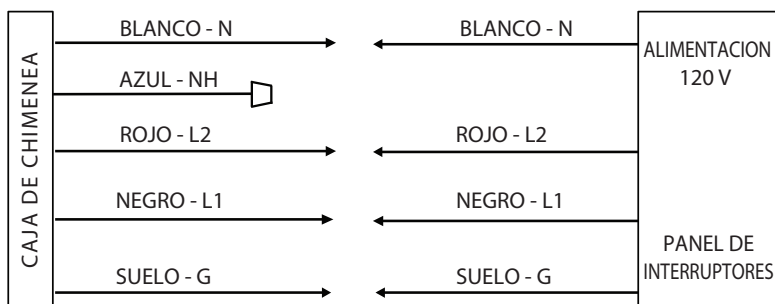 CAJA DE CHIMENEA
BLANCO - N
AZUL - NH
ROJO - L2
NEGRO - L1
SUELO - G
BLANCO - N
ROJO - L2
NEGRO - L1
SUELO - G
ALIMENTACION
120 V
PANEL DE
INTERRUPTORES